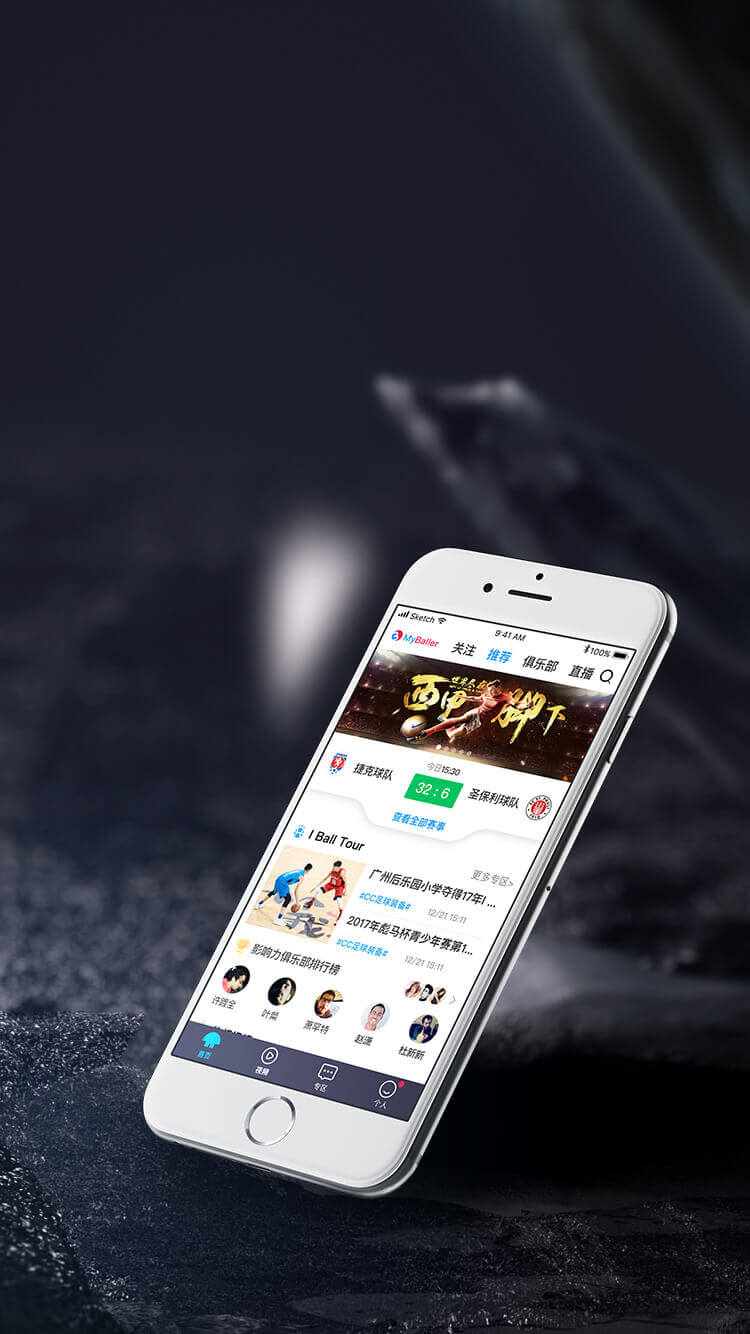 Sketch
9:41 AM
100%
MyBaller
关注
推荐
俱乐部
直播
西甲
脚下
捷克球队
今日15:30
32 : 6
圣保利球队
查看全部赛事
I Ball Tour
更多专区>
广州后乐园小学夺得17年I ...
#CC足球装备#
12/21 15:11
2017年彪马杯青少年赛第1...
#CC足球装备#
12/21 15:11
影响力俱乐部排行榜
叶粲
萧罕特
赵潇
杜新新
首页
视频
专区
个人